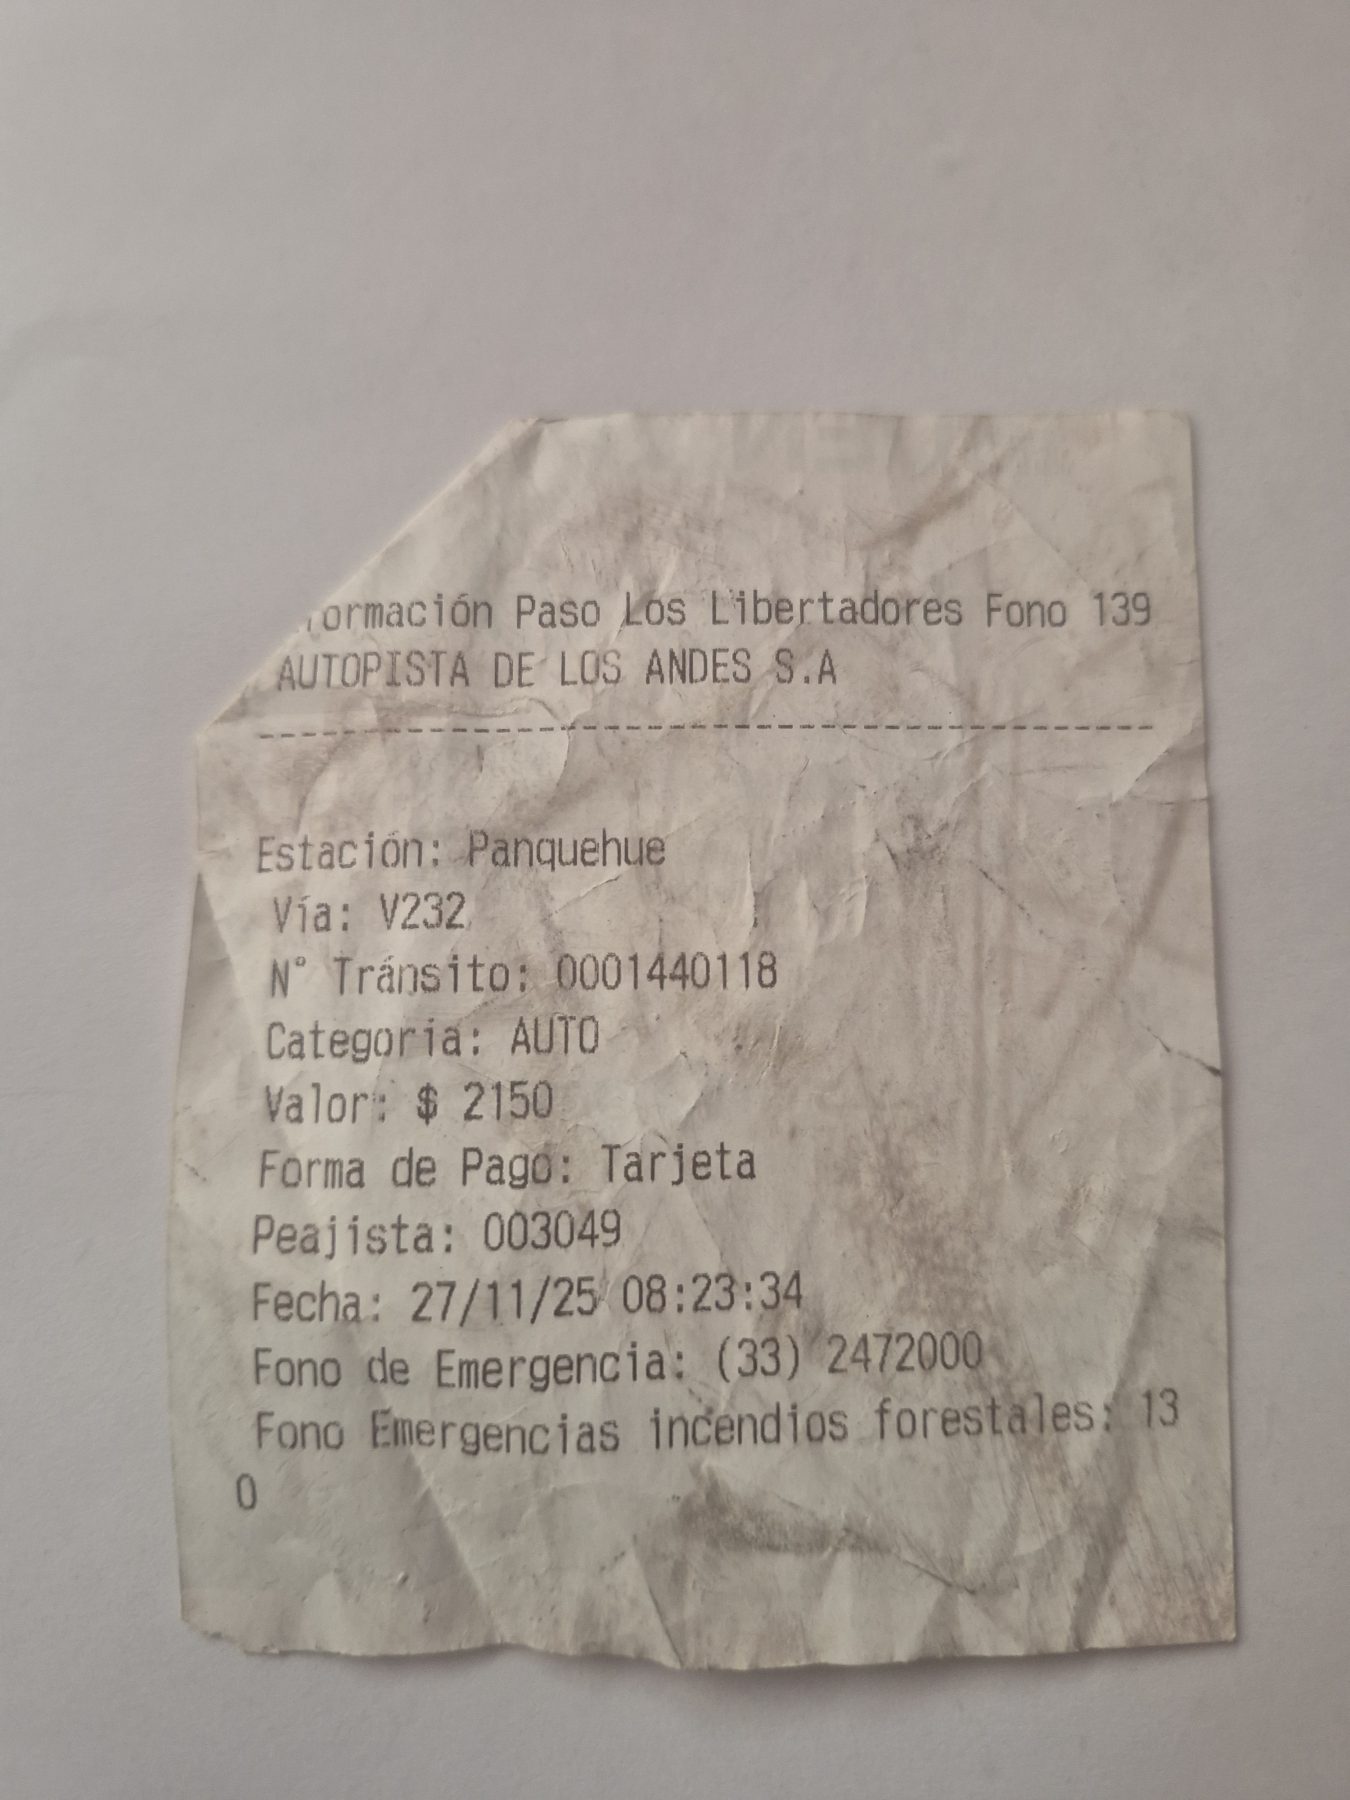 formación Paso Los Libertadores Fono 139
AUTOPISTA DE LOS ANDES S.A
--------------------------------------------------
Estación: Panquehue
Vía: V232
N° Tránsito: 0001440118
Categoria: AUTO
Valor: $ 2150
Forma de Pago: Tarjeta
Peajista: 003049
Fecha: 27/11/25 08:23:34
Fono de Emergencia: (33) 2472000
Fono Emergencias incendios forestales: 13
0